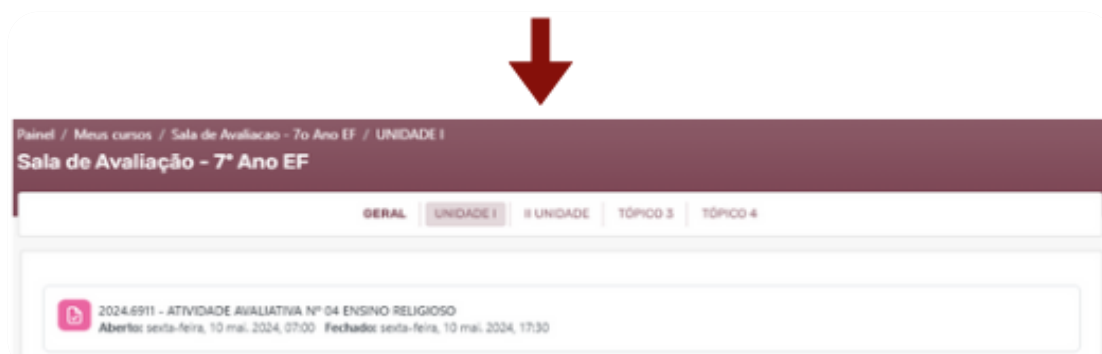 Painel / Meus cursos / Sala de Avaliacao - 7o Ano EF / UNIDADE I
Sala de Avaliação - 7° Ano EF
GERAL UNIDADE I II UNIDADE TÓPICO 3 TÓPICO 4
2024.6911 - ATIVIDADE AVALIATIVA Nº 04 ENSINO RELIGIOSO
Aberto: sexta-feira, 10 mai. 2024, 07:00 Fechado: sexta-feira, 10 mai. 2024, 17:30